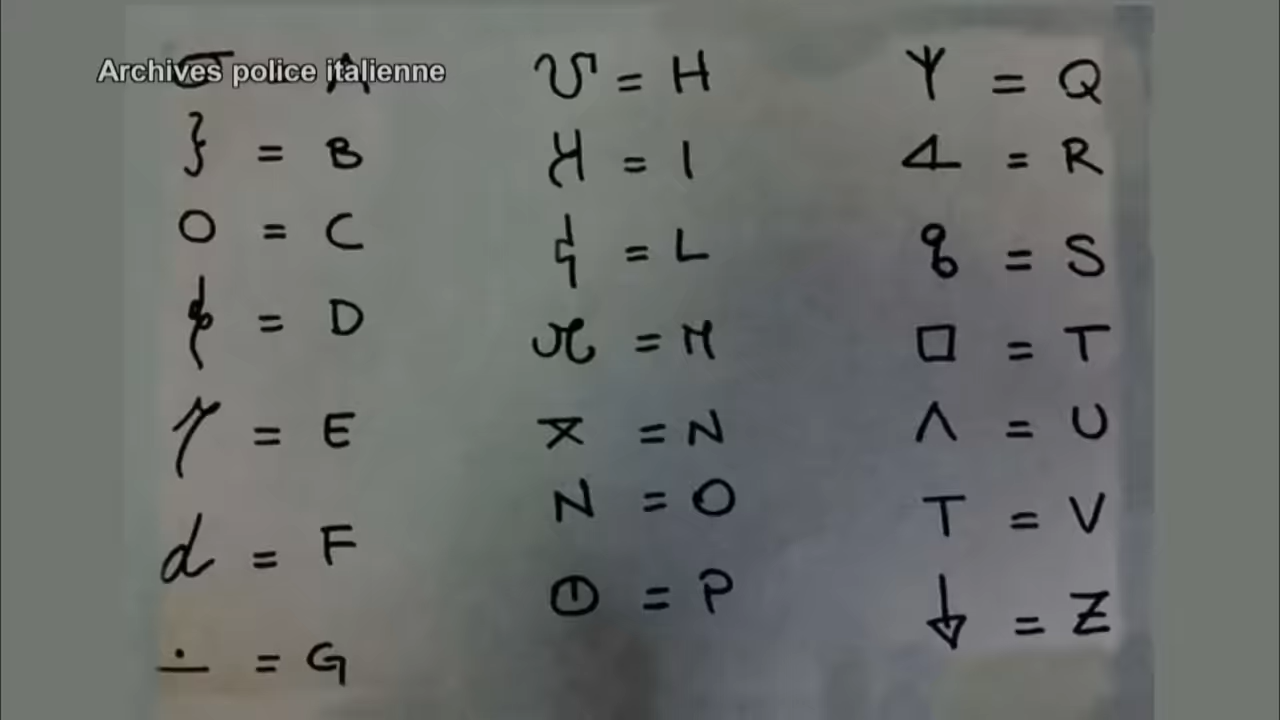 Archives police italienne
= A
} = B
O = C
= D
= E
d = F
∸ = G
= H
= I
= L
= M
= N
N = O
= P
= Q
= R
= S
□ = T
Λ = U
T = V
= Z